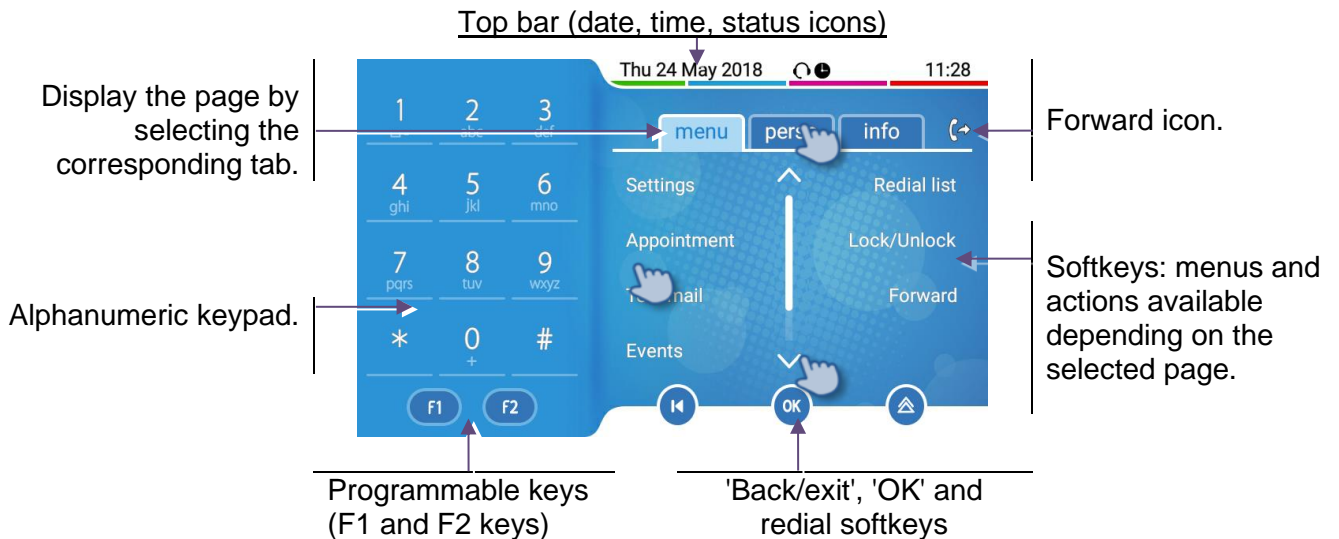 Top bar (date, time, status icons)
Thu 24 May 2018 11:28
Display the page by
selecting the
corresponding tab.
menu info
Forward icon.
1 2 3
abc def
4 5 6
ghi jkl mno
7 8 9
pqrs tuv wxyz
* 0 #
+
F1 F2
Alphanumeric keypad.
Settings Redial list
Appointment Lock/Unlock
Forward
Events
OK
Softkeys: menus and
actions available
depending on the
selected page.
Programmable keys
(F1 and F2 keys)
'Back/exit', 'OK' and
redial softkeys